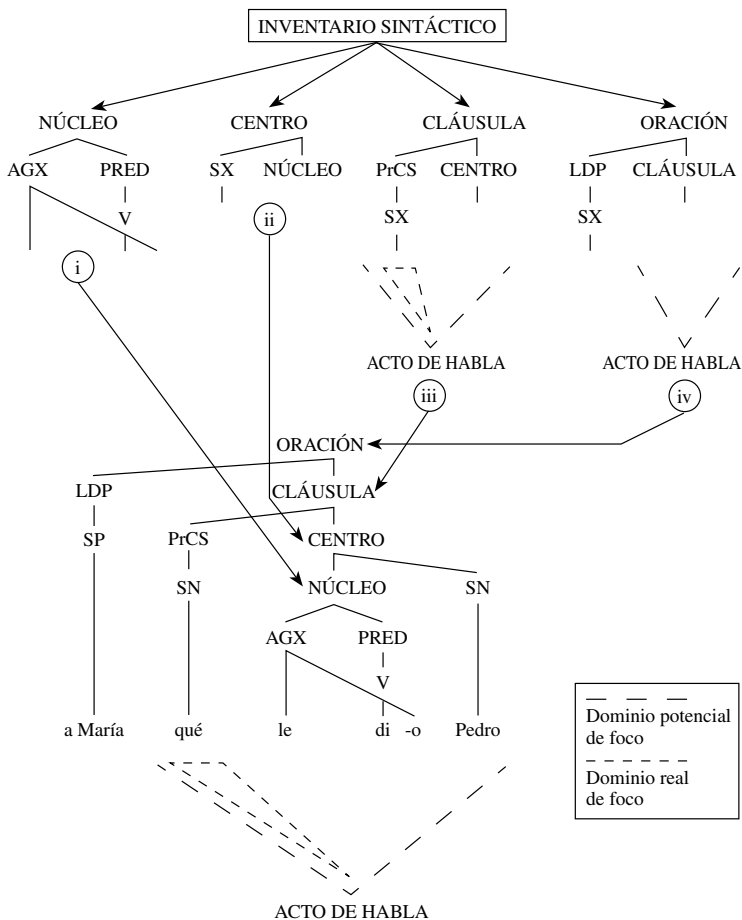 INVENTARIO SINTÁCTICO
NÚCLEO CENTRO CLÁUSULA ORACIÓN
AGX PRED SX NÚCLEO PrCS CENTRO LDP CLÁUSULA
V SX SX
i ii
ACTO DE HABLA ACTO DE HABLA
iii iv
ORACIÓN
LDP CLÁUSULA
SP PrCS CENTRO
SN NÚCLEO SN
AGX PRED
V
a María qué le di -o Pedro
Dominio potencial
de foco
Dominio real
de foco
ACTO DE HABLA